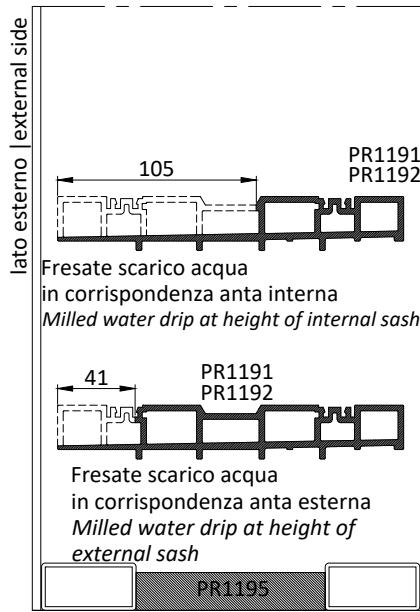 lato esterno | external side
105
PR1191
PR1192
Fresate scarico acqua
in corrispondenza anta interna
Milled water drip at height of internal sash
41
PR1191
PR1192
Fresate scarico acqua
in corrispondenza anta esterna
Milled water drip at height of
external sash
PR1195